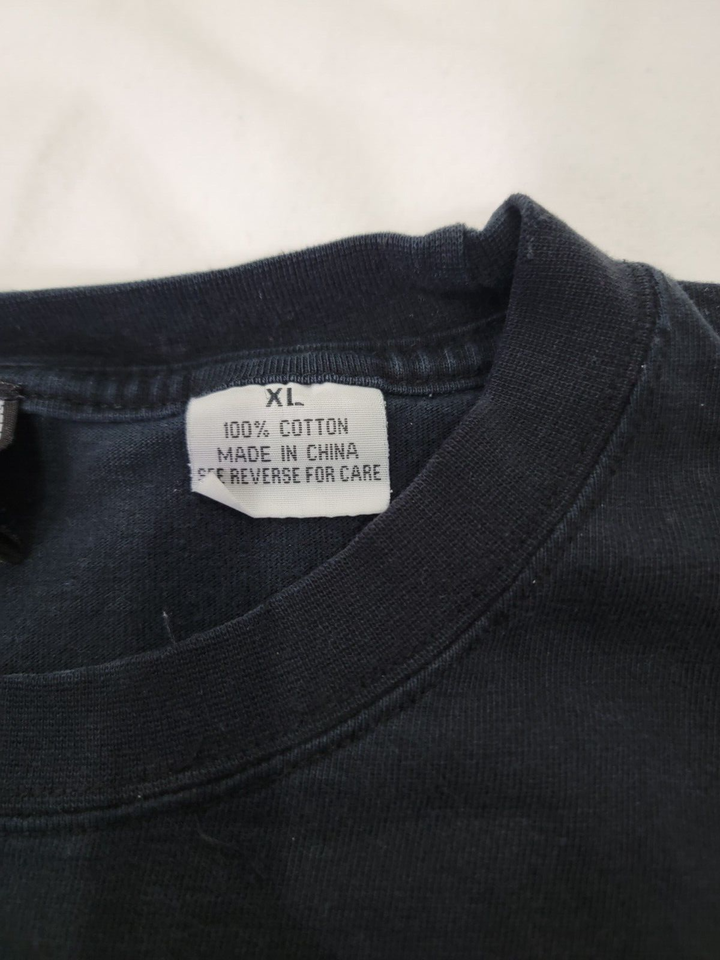 XL
100% COTTON
MADE IN CHINA
SEE REVERSE FOR CARE